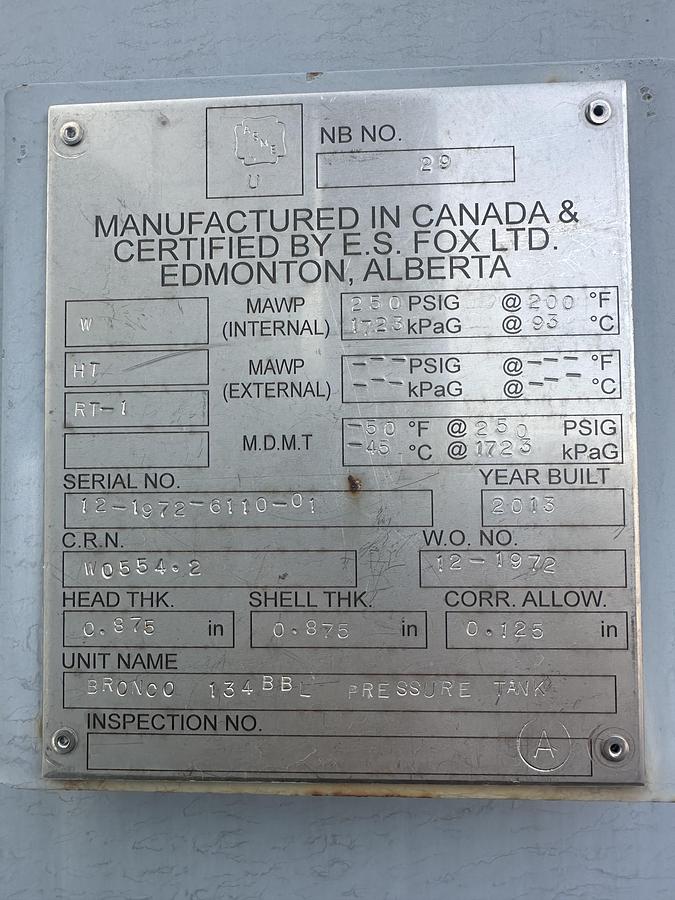 ASME
U
NB NO.
29
MANUFACTURED IN CANADA &
CERTIFIED BY E.S. FOX LTD.
EDMONTON, ALBERTA
W
MAWP
(INTERNAL)
250 PSIG @ 200 °F
1723 kPaG @ 93 °C
HT
MAWP
(EXTERNAL)
--- PSIG @ --- °F
--- kPaG @ --- °C
RT-1
M.D.M.T
-50 °F @ 250 PSIG
-45 °C @ 1723 kPaG
SERIAL NO.
12-1972-6110-01
YEAR BUILT
2013
C.R.N.
W0554.2
W.O. NO.
12-1972
HEAD THK.
0.875 in
SHELL THK.
0.875 in
CORR. ALLOW.
0.125 in
UNIT NAME
BRONCO 134BBL PRESSURE TANK
INSPECTION NO.
A